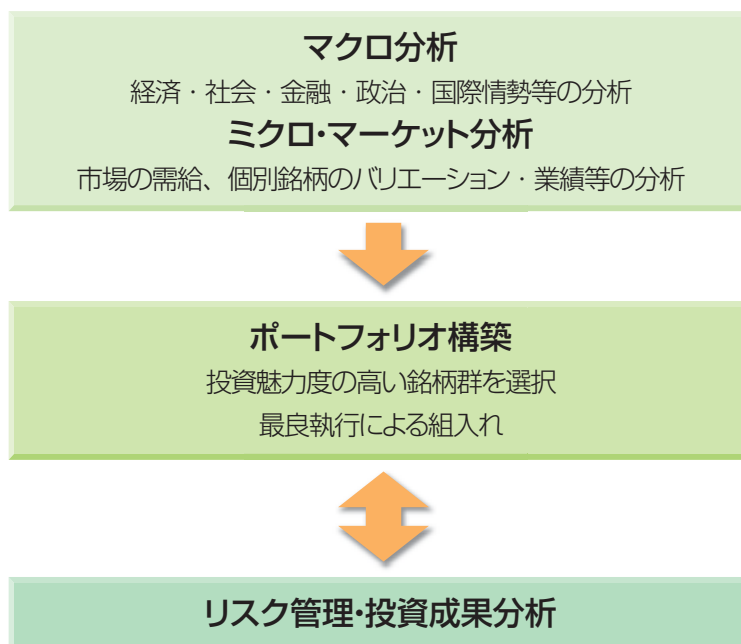 マクロ分析
経済・社会・金融・政治・国際情勢等の分析
ミクロ・マーケット分析
市場の需給、個別銘柄のバリエーション・業績等の分析
ポートフォリオ構築
投資魅力度の高い銘柄群を選択
最良執行による組入れ
リスク管理・投資成果分析